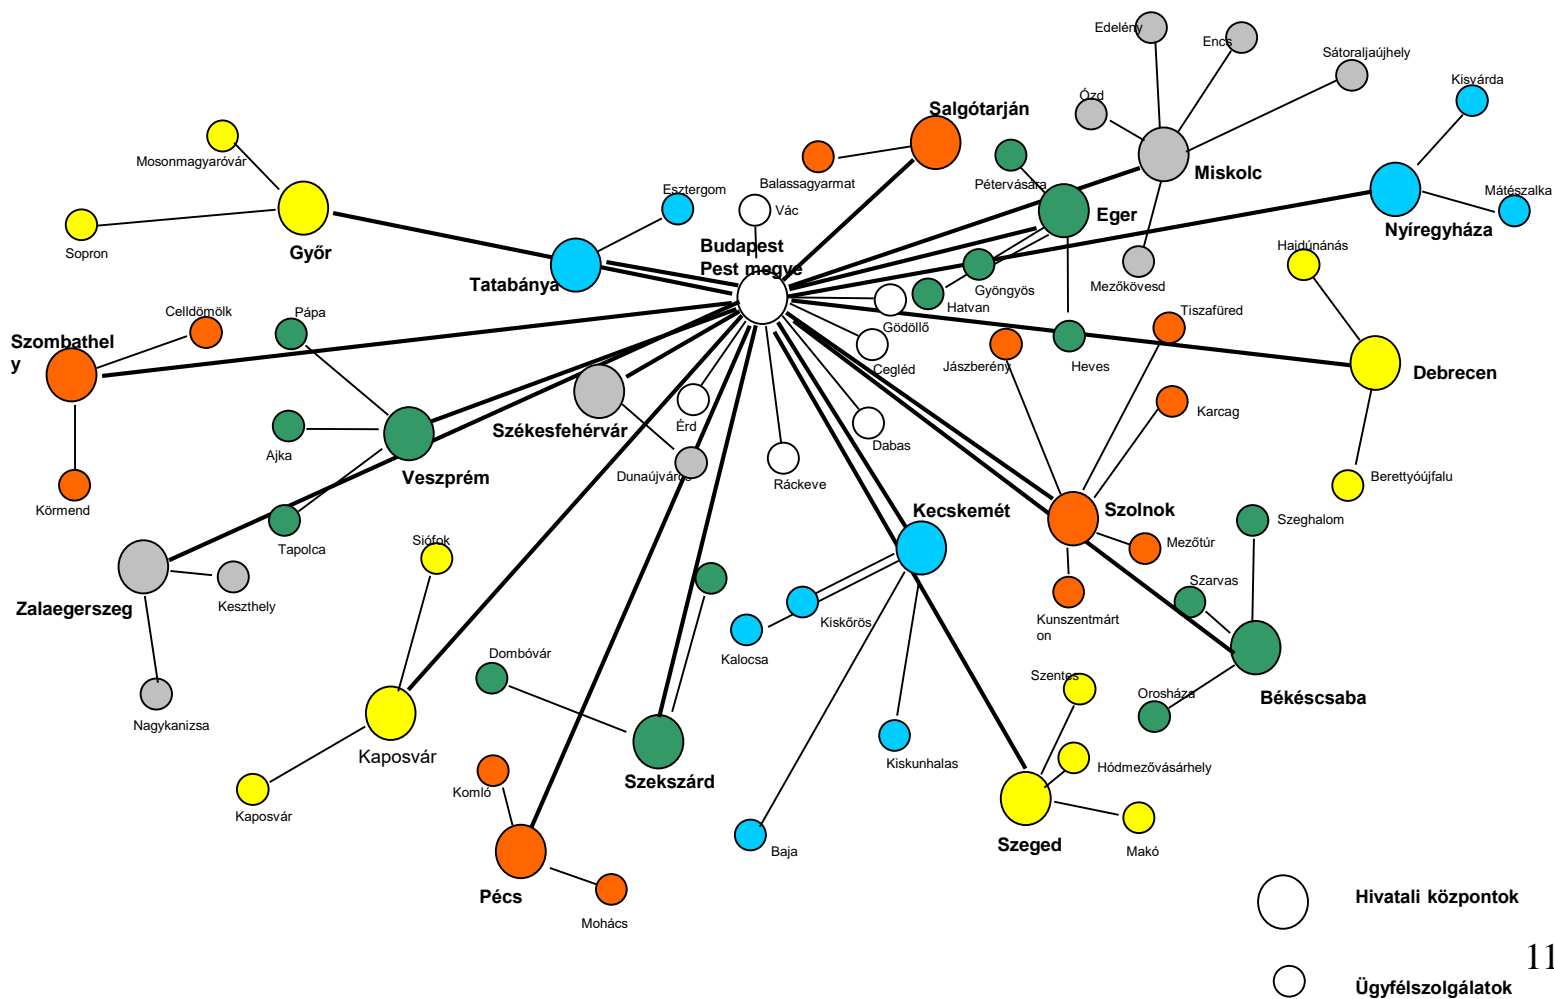 Edelény
Encs
Sátoraljaújhely
Kisvárda
Ózd
Salgótarján
Mosonmagyaróvár
Balassagyarmat
Pétervására
Miskolc
Esztergom
Vác
Eger
Mátészalka
Nyíregyháza
Sopron
Győr
Budapest
Pest megye
Hajdúnánás
Tatabánya
Gyöngyös
Mezőkövesd
Hatvan
Celldömölk
Pápa
Gödöllő
Tiszafüred
Szombathel
y
Cegléd
Jászberény
Heves
Debrecen
Karcag
Érd
Székesfehérvár
Dabas
Ajka
Veszprém
Dunaújváros
Ráckeve
Berettyóújfalu
Körmend
Kecskemét
Szolnok
Szeghalom
Siófok
Tapolca
Mezőtúr
Szarvas
Zalaegerszeg
Keszthely
Kiskőrös
Kunszentmárt
on
Dombóvár
Kalocsa
Szentes
Orosháza
Békéscsaba
Nagykanizsa
Kaposvár
Kiskunhalas
Hódmezővásárhely
Szekszárd
Komló
Kaposvár
Baja
Szeged
Makó
Pécs
Mohács
Hivatali központok
11
Ügyfélszolgálatok